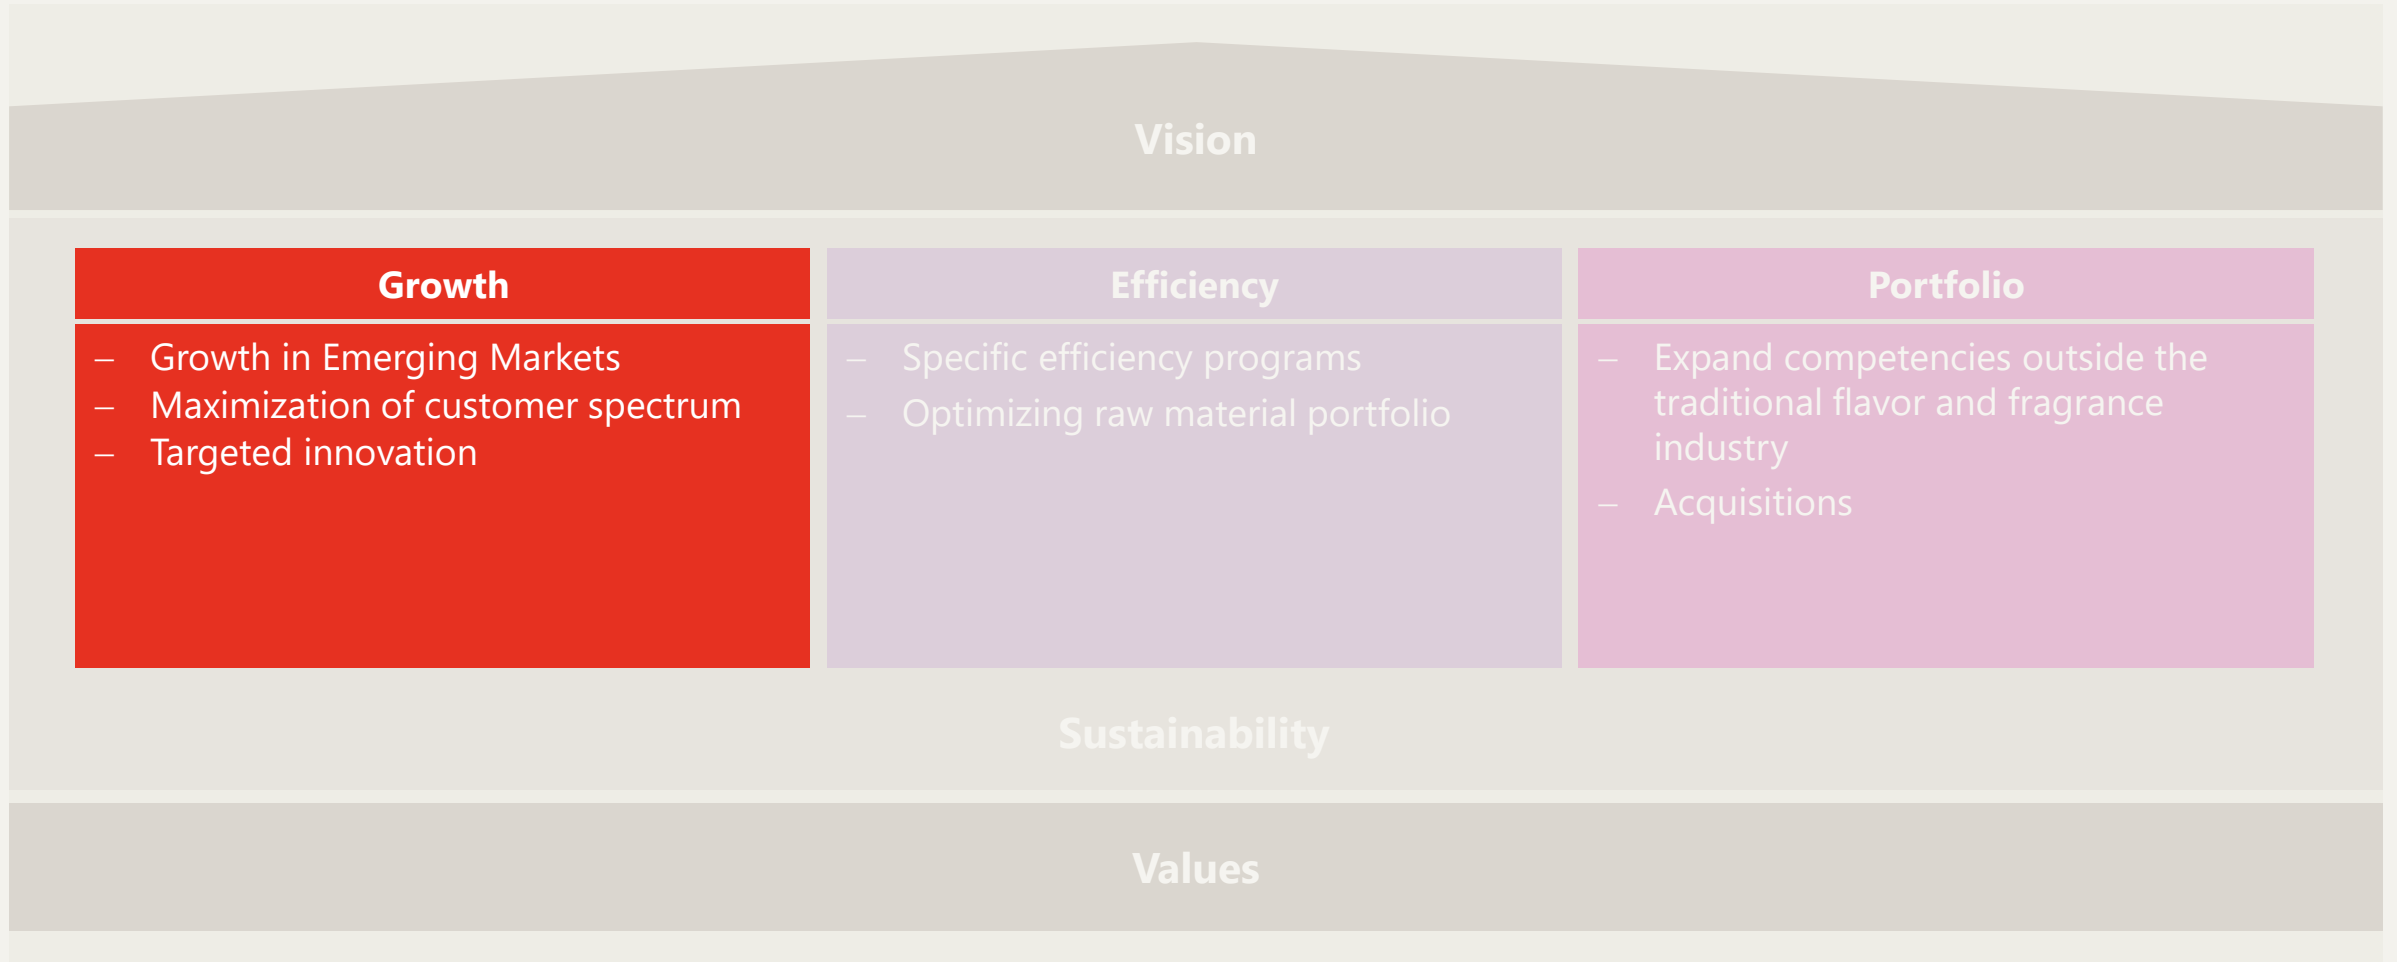 Vision
Growth
– Growth in Emerging Markets
– Maximization of customer spectrum
– Targeted innovation
Efficiency
– Specific efficiency programs
– Optimizing raw material portfolio
Portfolio
– Expand competencies outside the
traditional flavor and fragrance
industry
– Acquisitions
Sustainability
Values